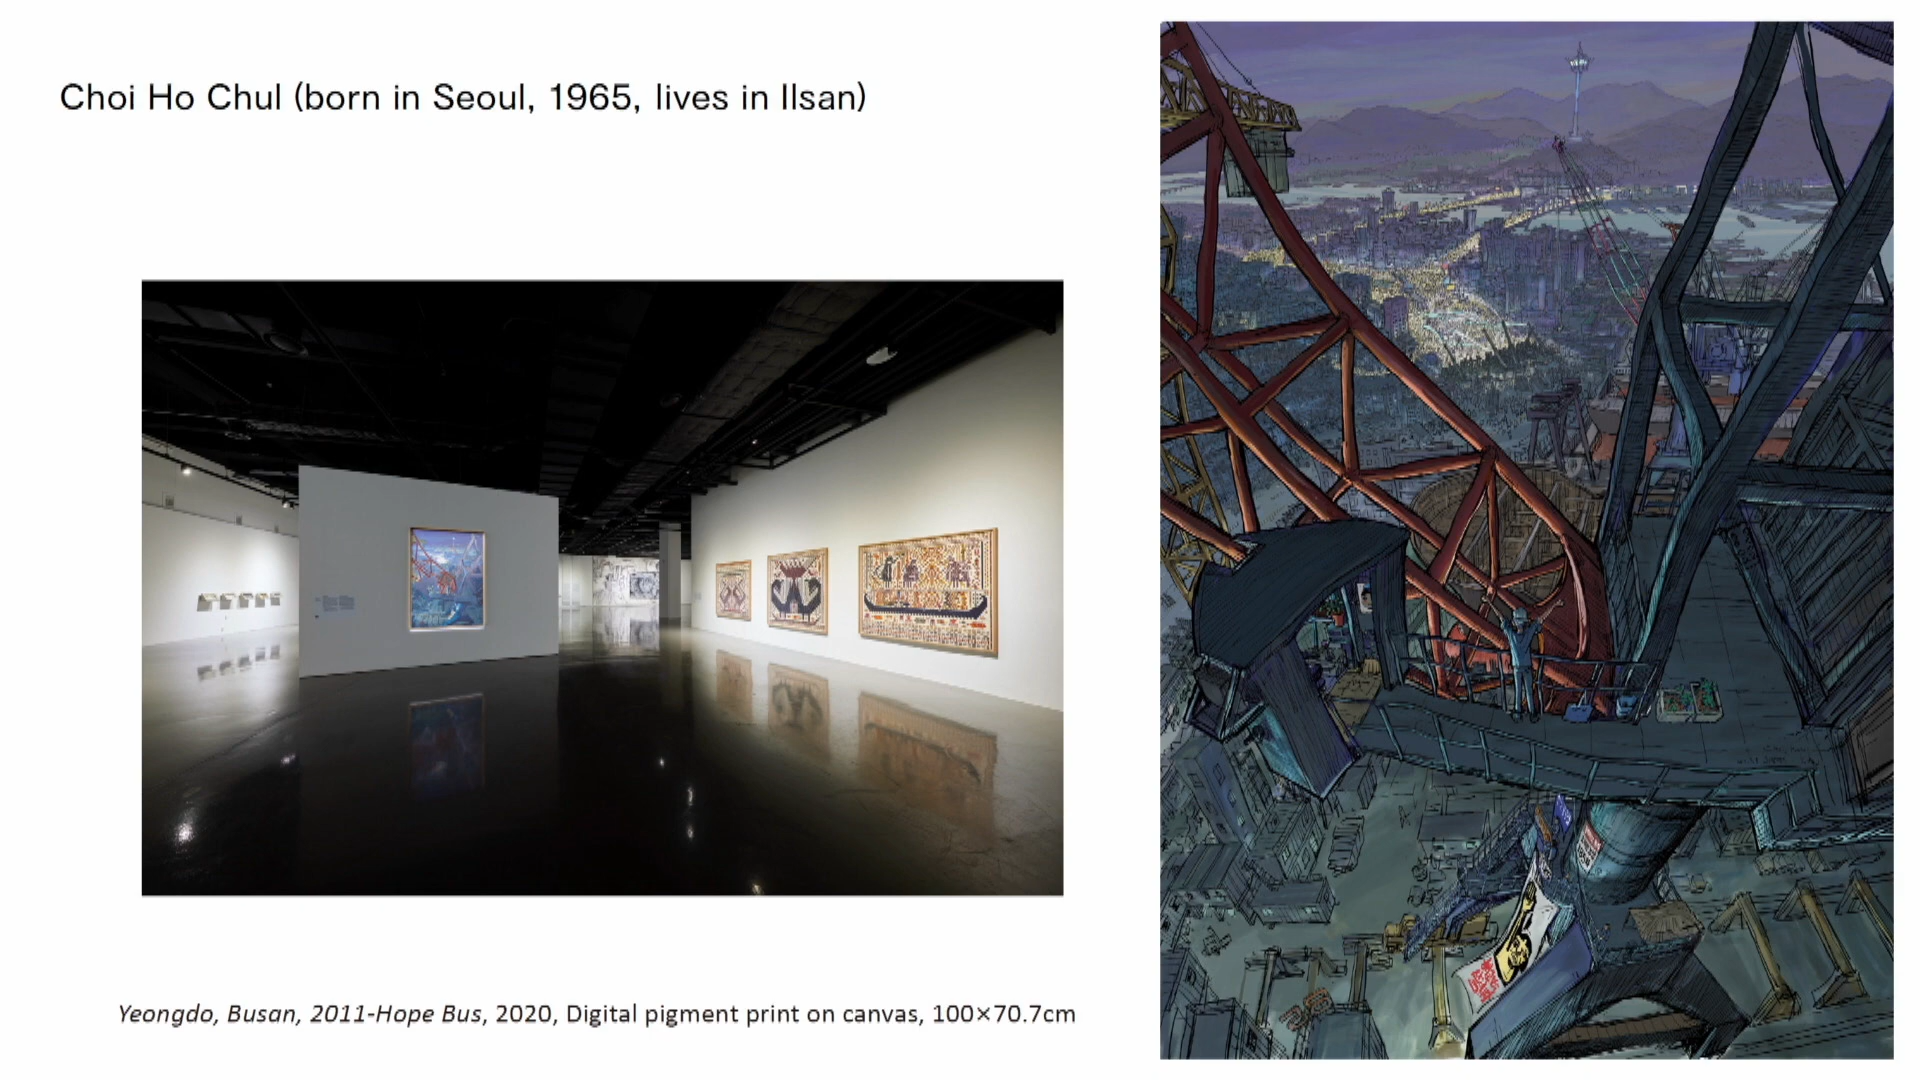 Choi Ho Chul (born in Seoul, 1965, lives in Ilsan)
Yeongdo, Busan, 2011-Hope Bus, 2020, Digital pigment print on canvas, 100×70.7cm